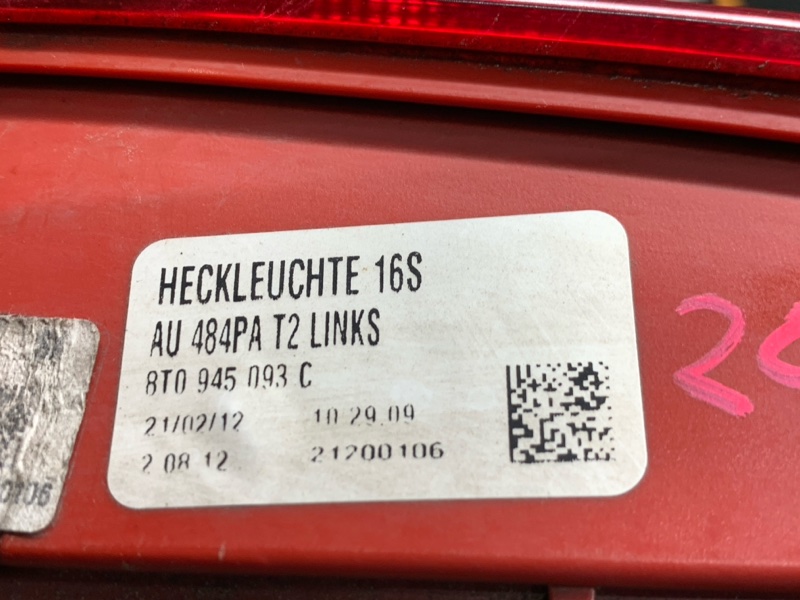 HECKLEUCHTE 16S
AU 484PA T2 LINKS
8T0 945 093 C
21/02/12 10 29.09
2 08 12 21200106
0106